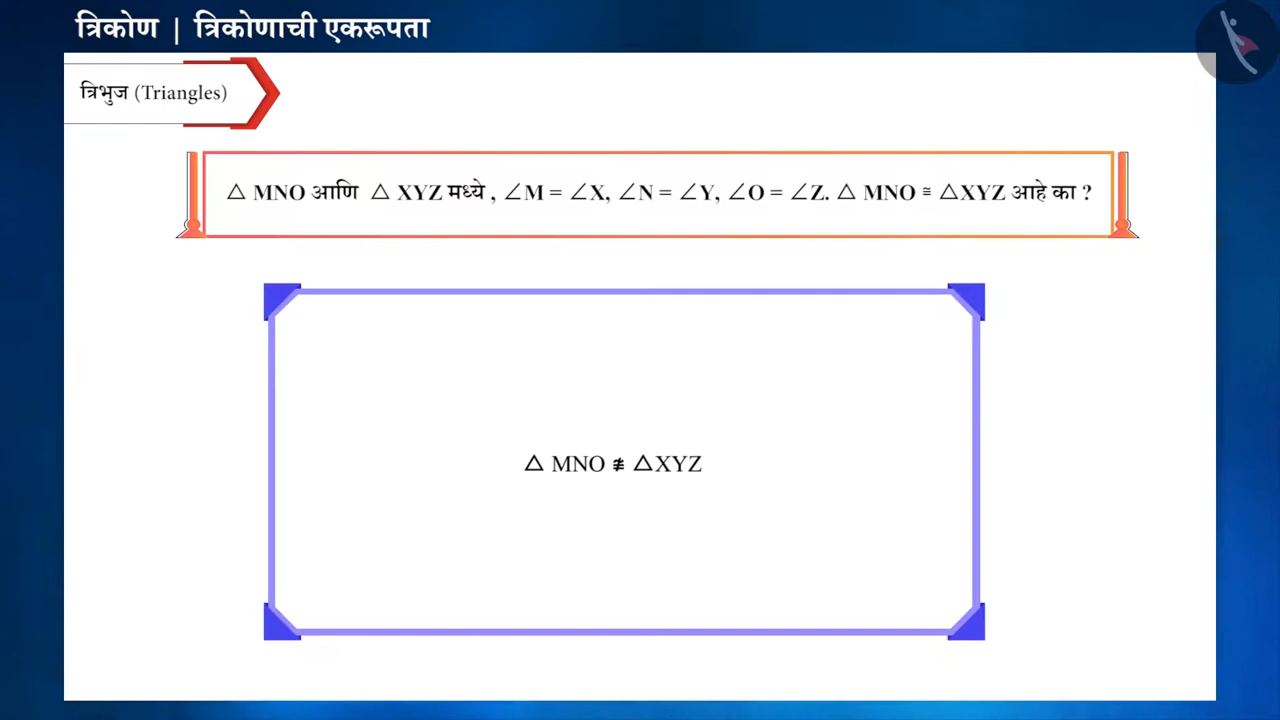 त्रिकोण | त्रिकोणाची एकरूपता
त्रिभुज (Triangles)
△ MNO आणि △ XYZ मध्ये , ∠M = ∠X, ∠N = ∠Y, ∠O = ∠Z. △ MNO ≅ △XYZ आहे का ?
△ MNO ≇ △XYZ